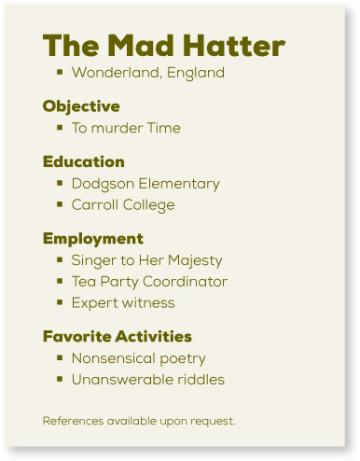 The Mad Hatter
▪ Wonderland, England
Objective
▪ To murder Time
Education
▪ Dodgson Elementary
▪ Carroll College
Employment
▪ Singer to Her Majesty
▪ Tea Party Coordinator
▪ Expert witness
Favorite Activities
▪ Nonsensical poetry
▪ Unanswerable riddles
References available upon request.